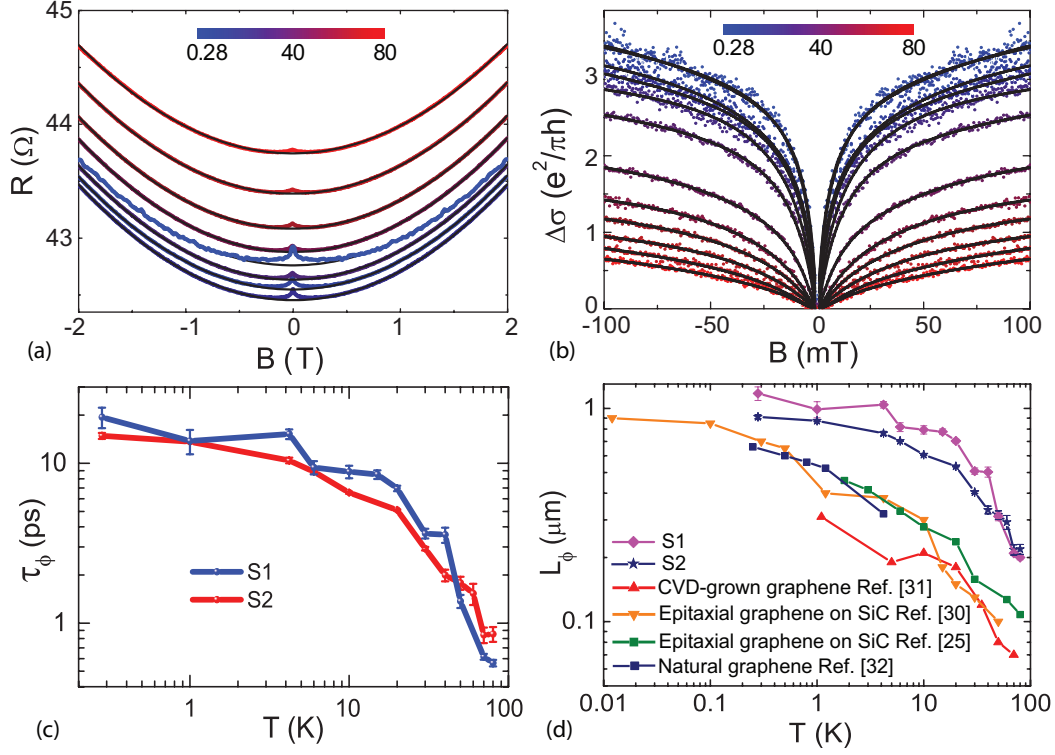 45
44
43
R (Ω)
0.28 40 80
-2 -1 0 1 2
(a)
B (T)
3
2
1
0
Δσ (e²/πh)
0.28 40 80
-100 -50 0 50 100
(b)
B (mT)
10
1
τϕ (ps)
S1
S2
1 10 100
(c)
T (K)
1
0.1
Lϕ (μm)
S1
S2
CVD-grown graphene Ref. [31]
Epitaxial graphene on SiC Ref. [30]
Epitaxial graphene on SiC Ref. [25]
Natural graphene Ref. [32]
0.01 0.1 1 10 100
(d)
T (K)